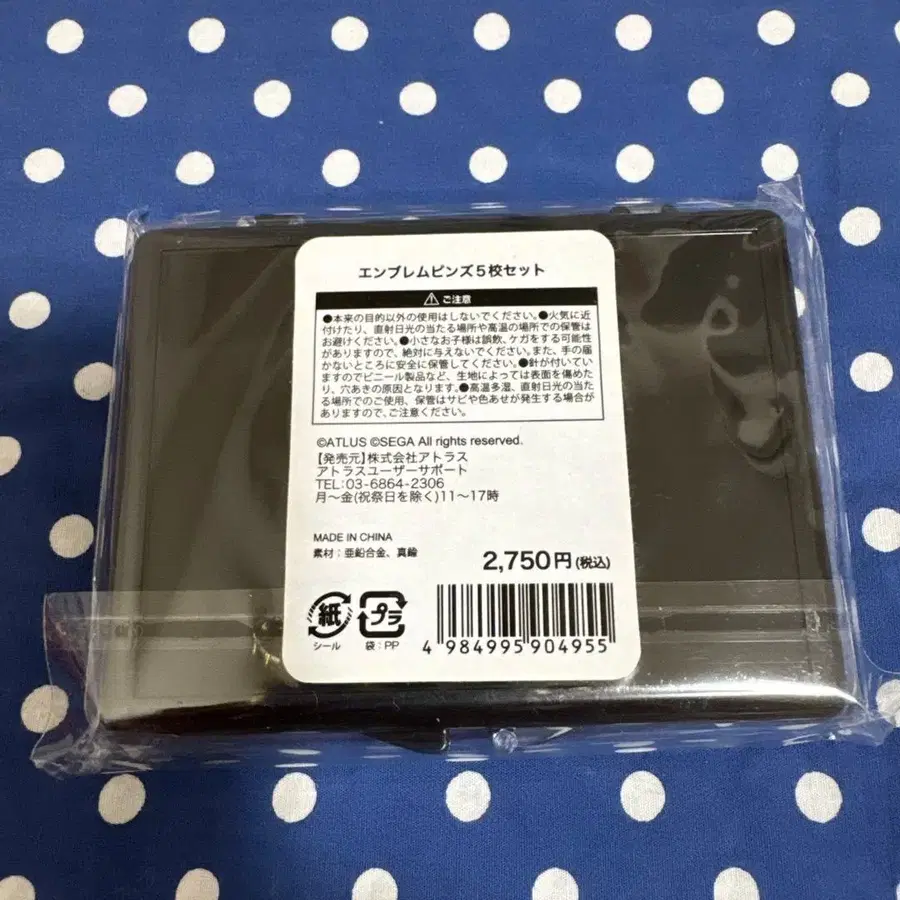 エンブレムピンズ5校セット
⚠ご注意
●本来の目的以外の使用はしないでください。●火気に近
付けたり、直射日光の当たる場所や高温の場所での保管は
お避けください。●小さなお子様は誤飲、ケガをする可能性
がありますので、絶対に与えないでください。また、手の届
かないところに安全に保管してください。●針が付いてい
ますのでビニール製品など、生地によっては表面を傷めた
り、穴あきの原因となります。●高温多湿、直射日光の当た
る場所でのご使用、保管はサビや色あせが発生する場合が
ありますので、ご注意ください。
©ATLUS ©SEGA All rights reserved.
【発売元】株式会社アトラス
アトラスユーザーサポート
TEL:03-6864-2306
月〜金(祝祭日を除く)11〜17時
MADE IN CHINA
素材：亜鉛合金、真鍮
2,750円(税込)
紙 プラ
シール 袋：PP
4 984995 904955